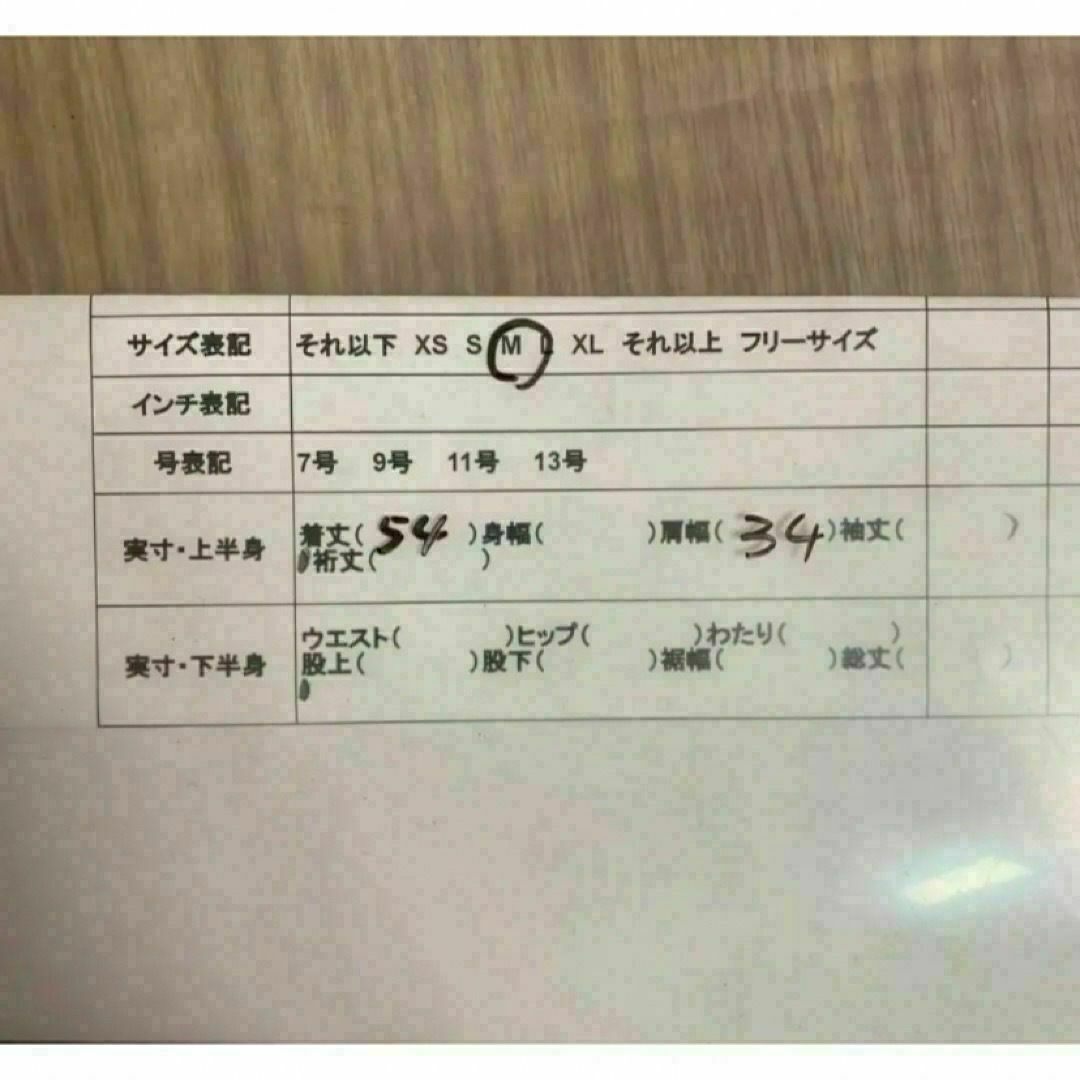 サイズ表記 それ以下 XS S M L XL それ以上 フリーサイズ
インチ表記
号表記 7号 9号 11号 13号
実寸・上半身 着丈( 54 )身幅( )肩幅( 34 )袖丈( )
裄丈( )
実寸・下半身 ウエスト( )ヒップ( )わたり( )
股上( )股下( )裾幅( )総丈( )